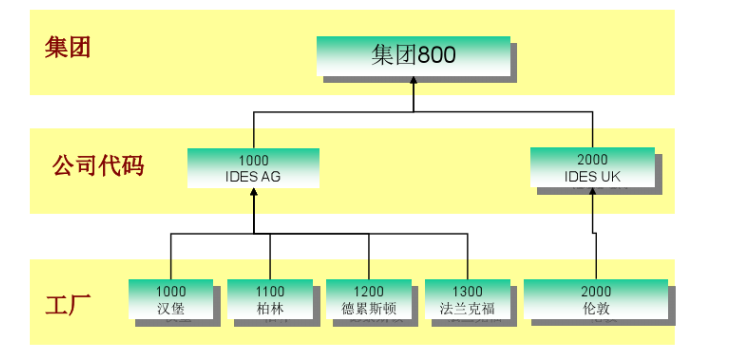 集团
集团800
公司代码
1000
IDES AG
2000
IDES UK
工厂
1000
汉堡
1100
柏林
1200
德累斯顿
1300
法兰克福
2000
伦敦